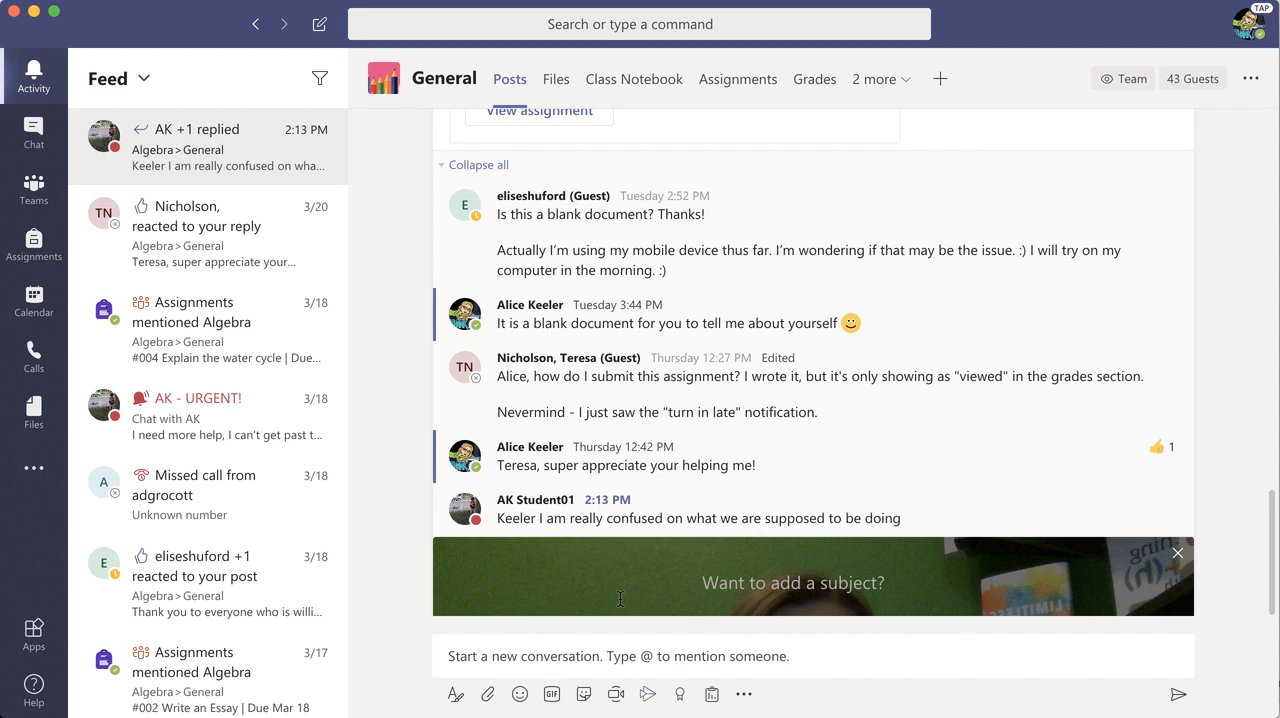 Search or type a command
TAP
Activity
Chat
Teams
Assignments
Calendar
Calls
Files
Apps
Help
Feed
AK +1 replied 2:13 PM
Algebra > General
Keeler I am really confused on wha...
TN
Nicholson, 3/20
reacted to your reply
Algebra > General
Teresa, super appreciate your...
Assignments 3/18
mentioned Algebra
Algebra > General
#004 Explain the water cycle | Due...
AK - URGENT! 3/18
Chat with AK
I need more help, I can't get past t...
A
Missed call from 3/18
adgrocott
Unknown number
E
eliseshuford +1 3/18
reacted to your post
Algebra > General
Thank you to everyone who is willi...
Assignments 3/17
mentioned Algebra
Algebra > General
#002 Write an Essay | Due Mar 18
General Posts Files Class Notebook Assignments Grades 2 more
Team 43 Guests
View assignment
Collapse all
E
eliseshuford (Guest) Tuesday 2:52 PM
Is this a blank document? Thanks!
Actually I'm using my mobile device thus far. I'm wondering if that may be the issue. :) I will try on my
computer in the morning. :)
Alice Keeler Tuesday 3:44 PM
It is a blank document for you to tell me about yourself
TN
Nicholson, Teresa (Guest) Thursday 12:27 PM Edited
Alice, how do I submit this assignment? I wrote it, but it's only showing as "viewed" in the grades section.
Nevermind - I just saw the "turn in late" notification.
Alice Keeler Thursday 12:42 PM 1
Teresa, super appreciate your helping me!
AK Student01 2:13 PM
Keeler I am really confused on what we are supposed to be doing
Want to add a subject?
LIMITLESS
Start a new conversation. Type @ to mention someone.
GIF